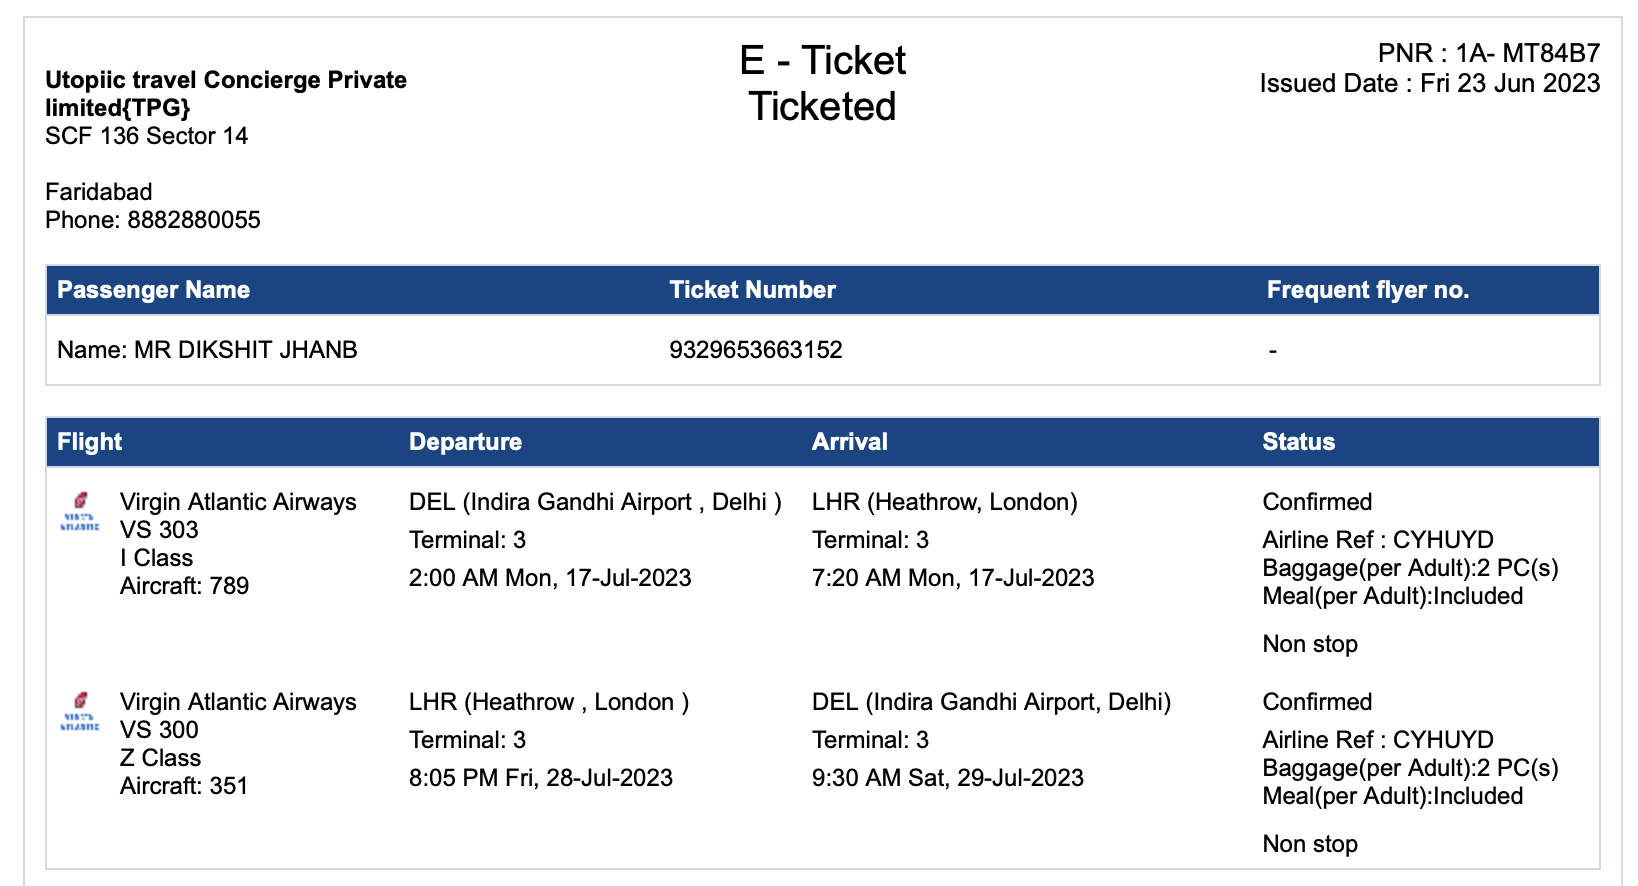 Utopiic travel Concierge Private
limited{TPG}
SCF 136 Sector 14
Faridabad
Phone: 8882880055
E - Ticket
Ticketed
PNR : 1A- MT84B7
Issued Date : Fri 23 Jun 2023
Passenger Name Ticket Number Frequent flyer no.
Name: MR DIKSHIT JHANB 9329653663152 -
Flight Departure Arrival Status
Virgin Atlantic Airways
VS 303
I Class
Aircraft: 789
DEL (Indira Gandhi Airport , Delhi )
Terminal: 3
2:00 AM Mon, 17-Jul-2023
LHR (Heathrow, London)
Terminal: 3
7:20 AM Mon, 17-Jul-2023
Confirmed
Airline Ref : CYHUYD
Baggage(per Adult):2 PC(s)
Meal(per Adult):Included
Non stop
Virgin Atlantic Airways
VS 300
Z Class
Aircraft: 351
LHR (Heathrow , London )
Terminal: 3
8:05 PM Fri, 28-Jul-2023
DEL (Indira Gandhi Airport, Delhi)
Terminal: 3
9:30 AM Sat, 29-Jul-2023
Confirmed
Airline Ref : CYHUYD
Baggage(per Adult):2 PC(s)
Meal(per Adult):Included
Non stop